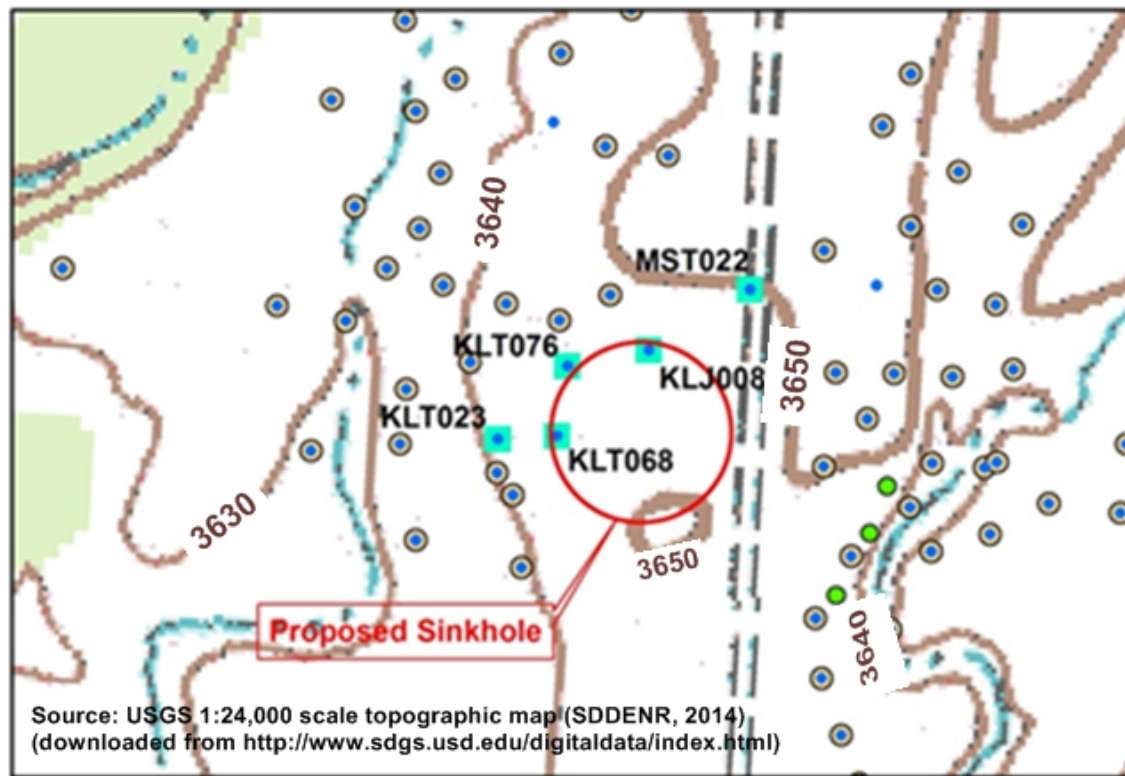 3640
MST022
KLT076
KLJ008
3650
KLT023
KLT068
3630
3650
Proposed Sinkhole
3640
Source: USGS 1:24,000 scale topographic map (SDDENR, 2014)
(downloaded from http://www.sdgs.usd.edu/digitaldata/index.html)